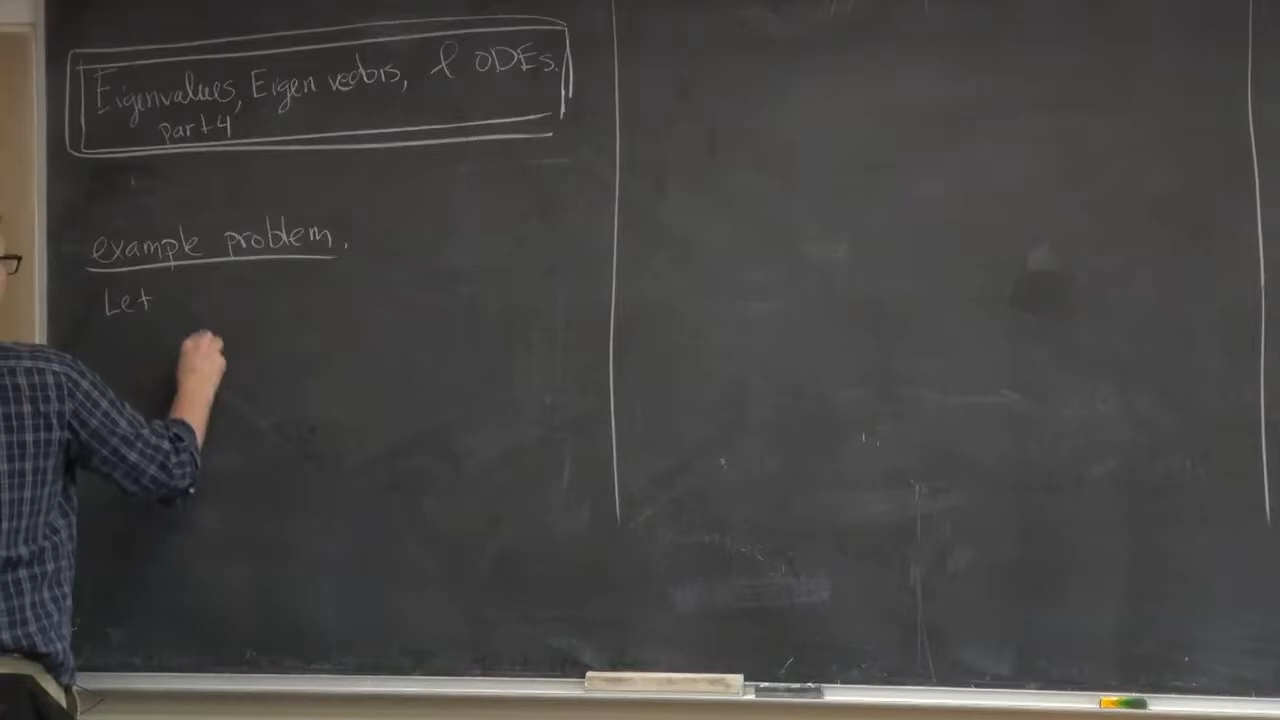 Eigenvalues, Eigen vectors, & ODEs.
part 4
example problem.
Let